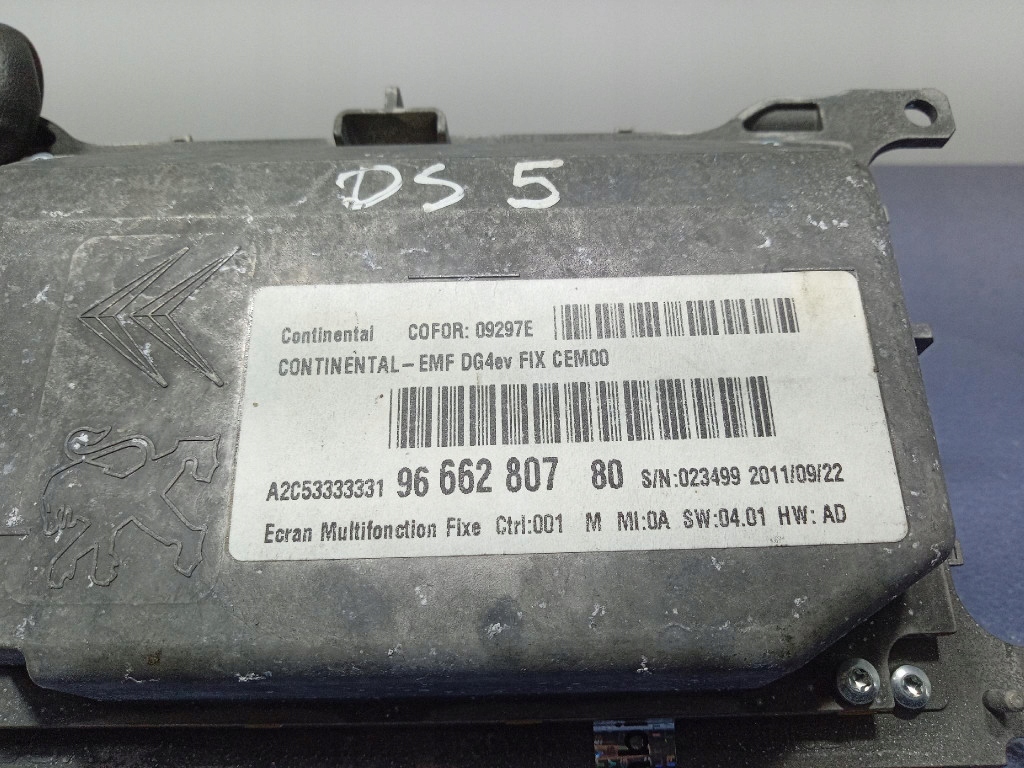 DS 5
Continental COFOR: 09297E
CONTINENTAL-EMF DG4ev FIX CEM00
A2C53333331 96 662 807 80 S/N:023499 2011/09/22
Ecran Multifonction Fixe Ctrl:001 M MI:0A SW:04.01 HW: AD